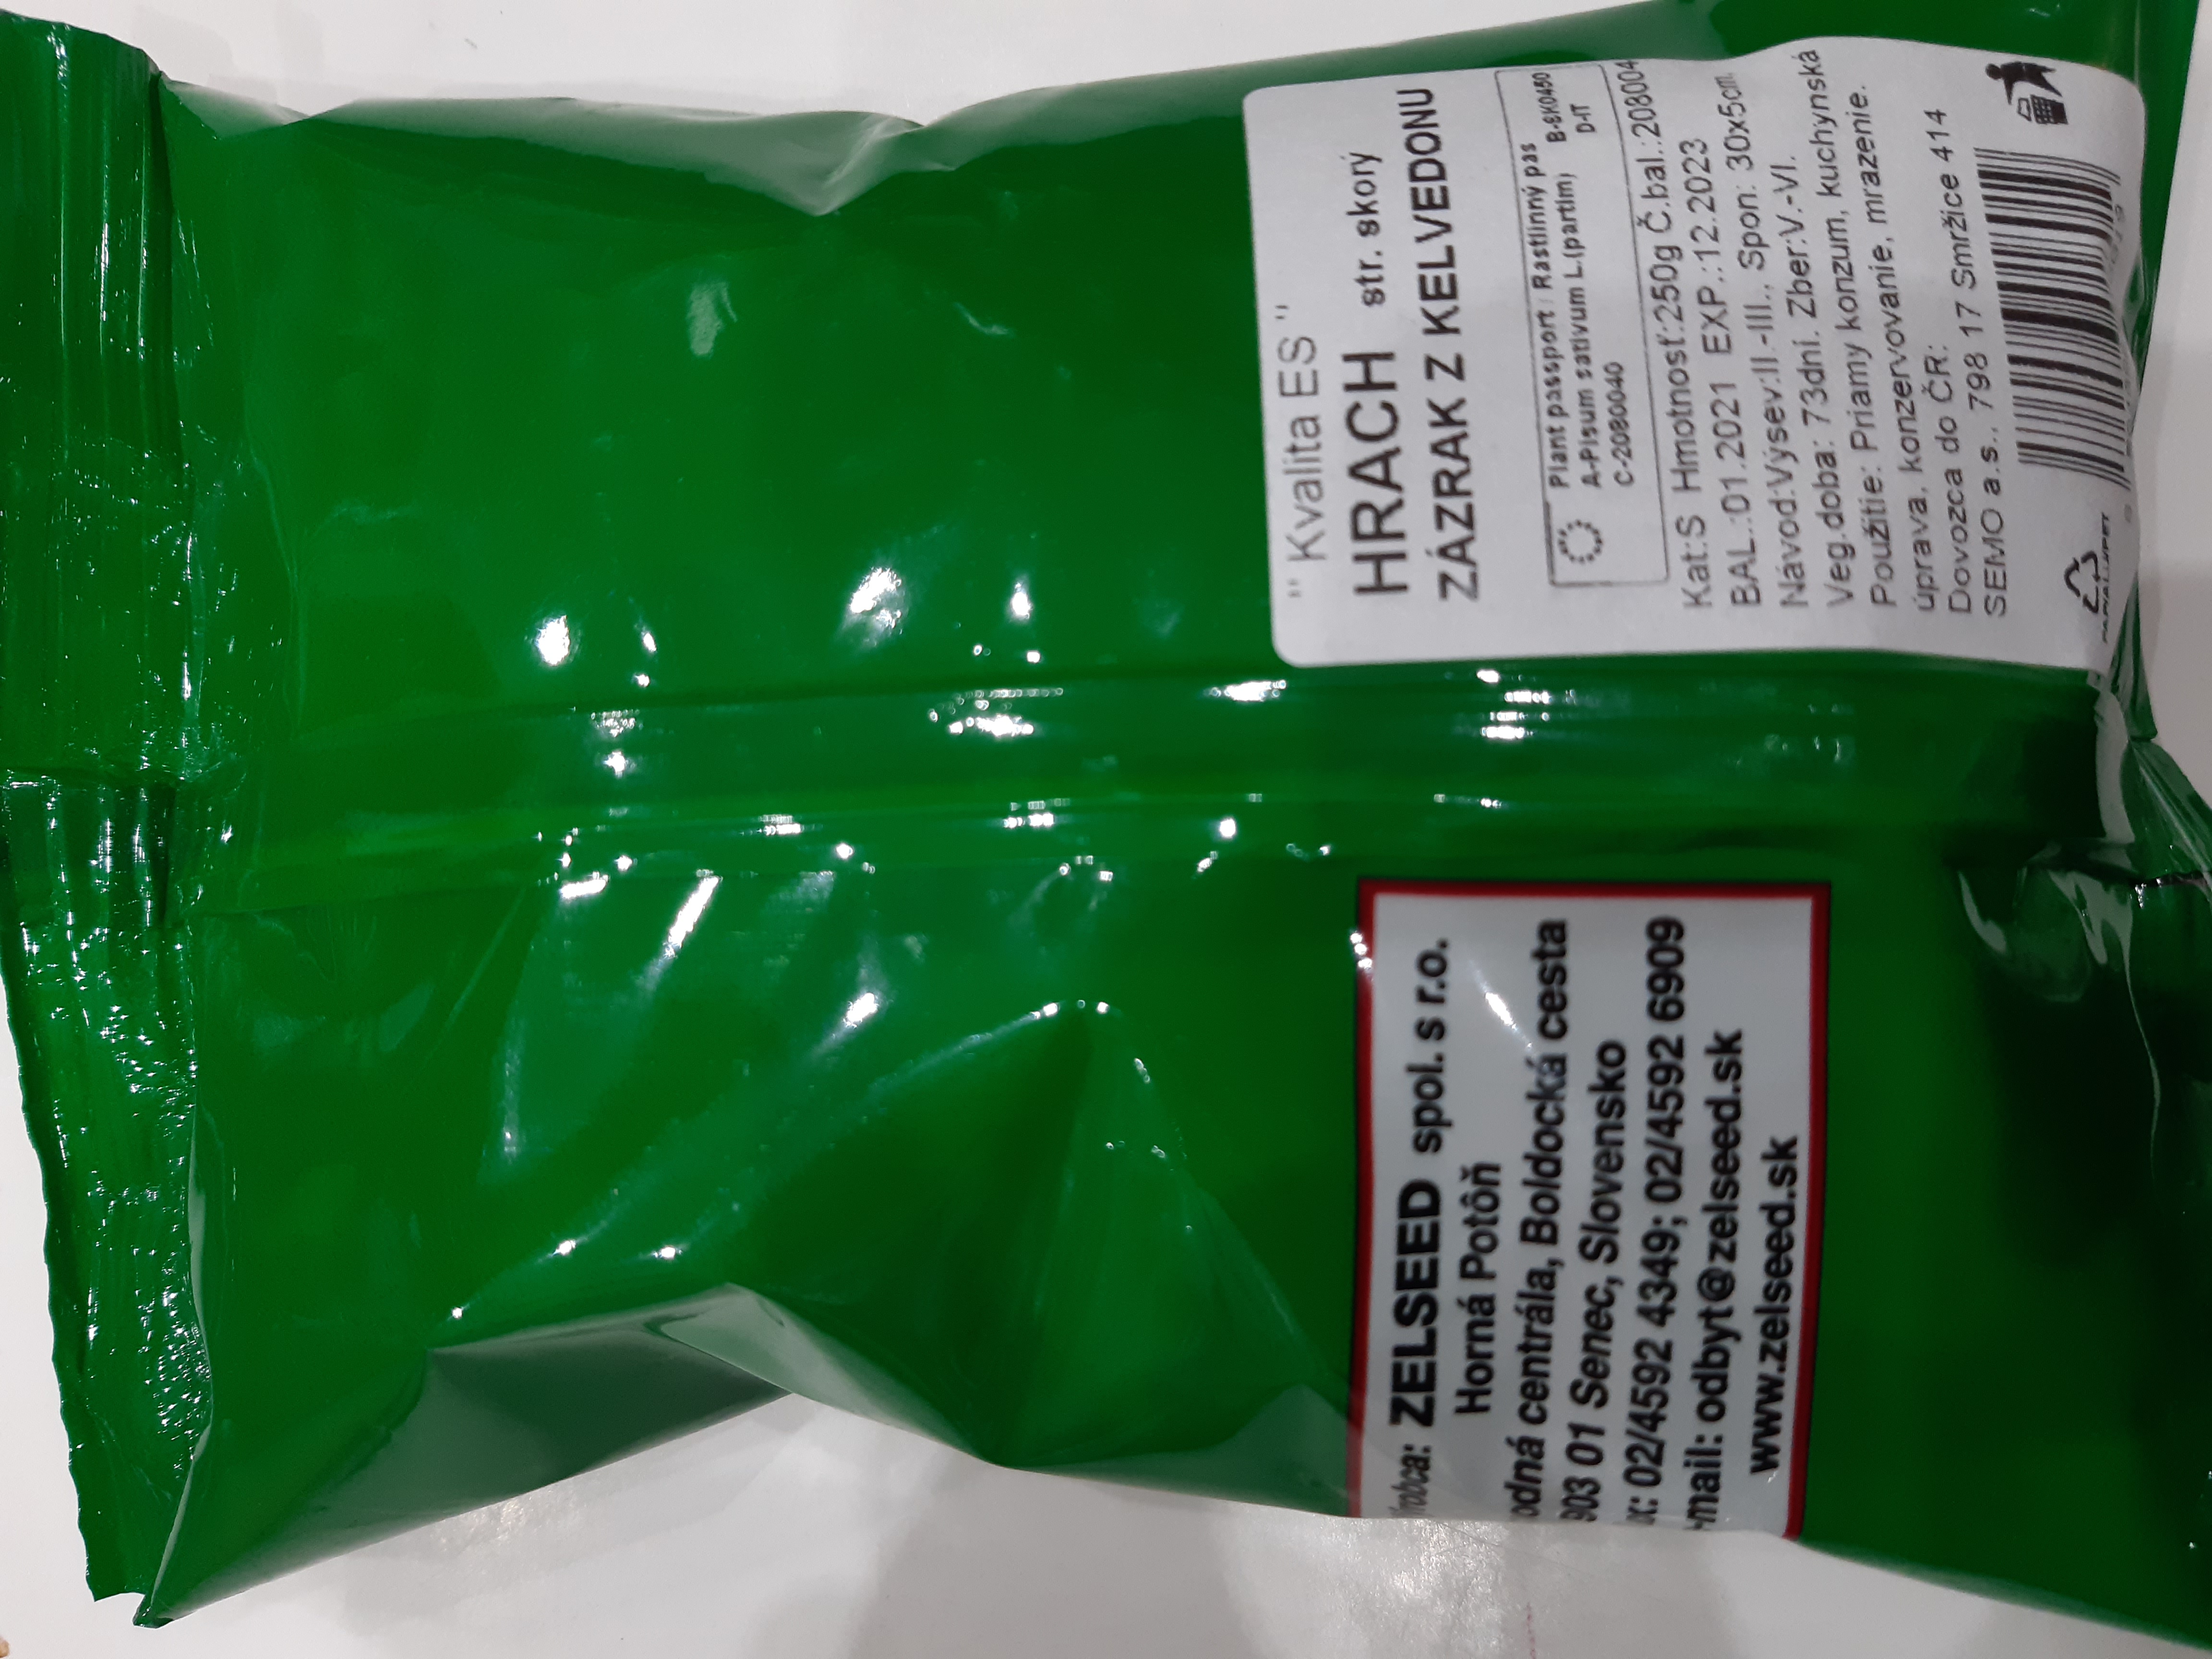 " Kvalita ES "
HRACH str. skorý
ZÁZRAK Z KELVEDONU
Plant passport / Rastlinný pas
A-Pisum sativum L.(partim) B-SK0450
C-2080040 D-IT
Kat:S Hmotnosť:250g Č.bal.:208004
BAL.:01.2021 EXP.:12.2023
Návod:Výsev:II.-III., Spon: 30x5cm.
Veg.doba: 73dní. Zber:V.-VI.
Použitie: Priamy konzum, kuchynská
úprava, konzervovanie, mrazenie.
Dovozca do ČR:
SEMO a.s., 798 17 Smržice 414
ZELSEED spol. s r.o.
Horná Potôň
odná centrála, Boldocká cesta
903 01 Senec, Slovensko
x: 02/4592 4349; 02/4592 6909
-mail: odbyt@zelseed.sk
www.zelseed.sk